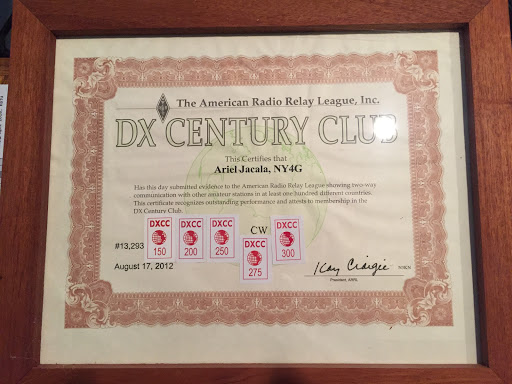 The American Radio Relay League, Inc.
DX CENTURY CLUB
This Certifies that
Ariel Jacala, NY4G
Has this day submitted evidence to the American Radio Relay League showing two-way
communication with other amateur stations in at least one hundred different countries.
This certificate recognizes outstanding performance and attests to membership in the
DX Century Club.
CW
#13,293
DXCC
150
DXCC
200
DXCC
250
DXCC
275
DXCC
300
August 17, 2012
Kay Craigie
President, ARRL